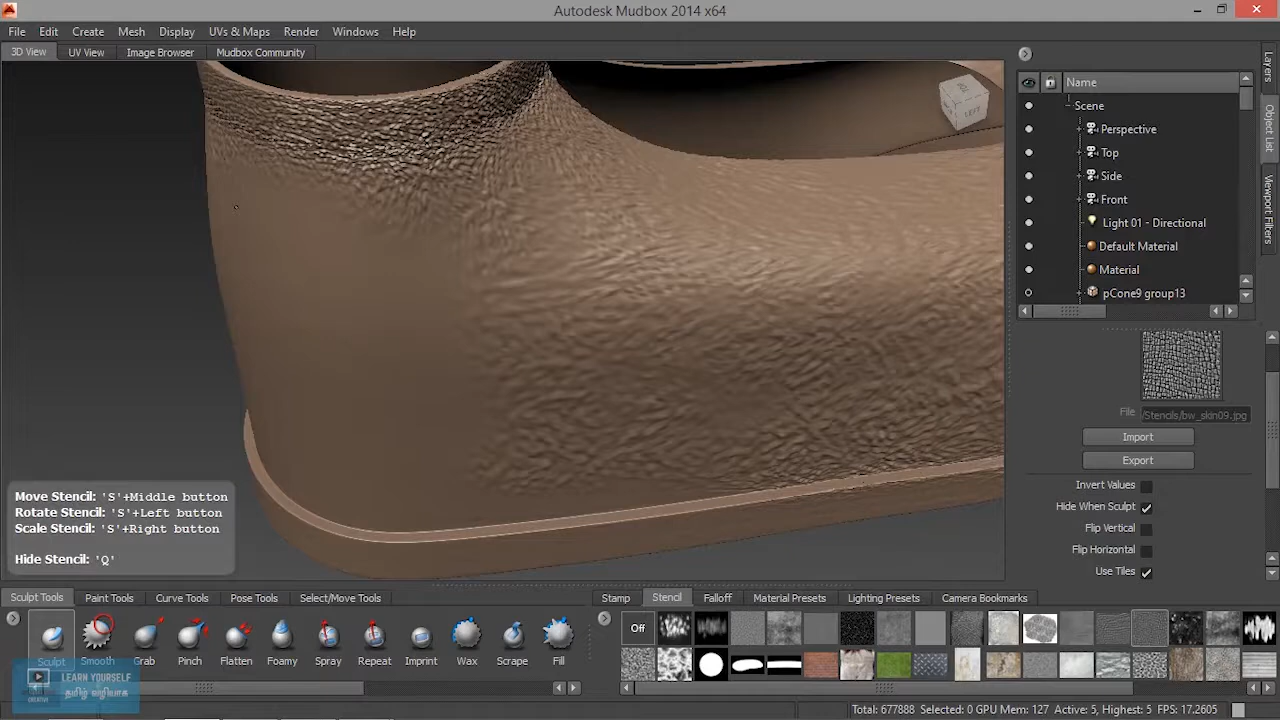 Autodesk Mudbox 2014 x64
File Edit Create Mesh Display UVs & Maps Render Curves Windows Help
3D View UV View Image Browser Mudbox Community
Name
Scene
Perspective
Top
Side
Front
Light 01 - Directional
Default Material
Material
pCone9 group13
Layers
Object List
Viewport Filters
LEFT
File /Stencils/bw_skin09.jpg
Import
Export
Invert Values
Hide When Sculpt
Flip Vertical
Flip Horizontal
Use Tiles
Move Stencil: 'S'+Middle button
Rotate Stencil: 'S'+Left button
Scale Stencil: 'S'+Right button
Hide Stencil: 'Q'
Sculpt Tools Paint Tools Curve Tools Pose Tools Select/Move Tools
Stamp Stencil Falloff Material Presets Lighting Presets Camera Bookmarks
Off
Sculpt Smooth Grab Pinch Flatten Foamy Spray Repeat Imprint Wax Scrape Fill
LEARN YOURSELF
தமிழ் வழியாக
CREATIVE
Total: 677888 Selected: 0 GPU Mem: 127 Active: 5, Highest: 5 FPS: 17.2605